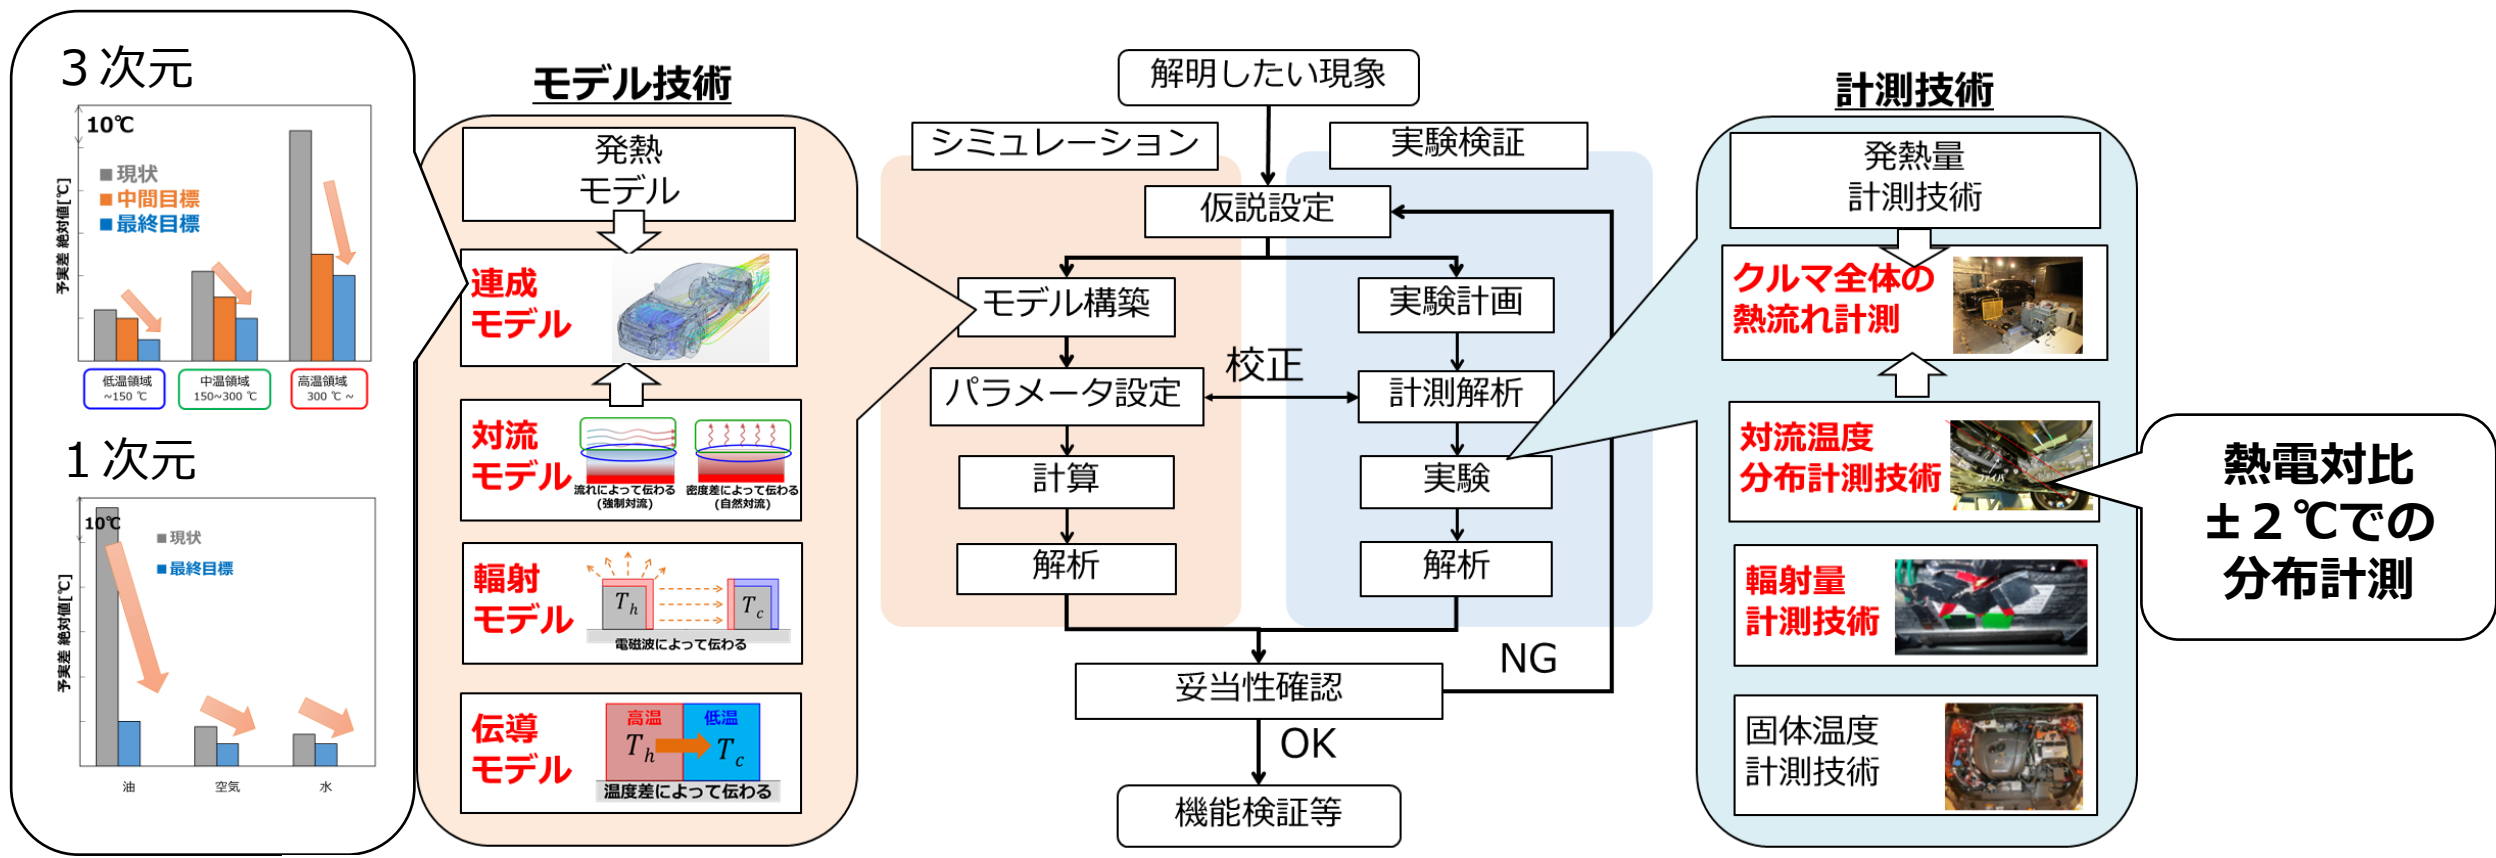 ３次元
10℃
■現状
■中間目標
■最終目標
予実差 絶対値[℃]
低温領域
~150 ℃
中温領域
150~300 ℃
高温領域
300 ℃ ~
１次元
10℃
■現状
■最終目標
予実差 絶対値[℃]
油
空気
水
モデル技術
発熱
モデル
連成
モデル
対流
モデル
流れによって伝わる
(強制対流)
密度差によって伝わる
(自然対流)
輻射
モデル
Th
Tc
電磁波によって伝わる
伝導
モデル
高温
Th
低温
Tc
温度差によって伝わる
解明したい現象
シミュレーション
実験検証
仮説設定
モデル構築
実験計画
パラメータ設定
校正
計測解析
計算
実験
解析
解析
妥当性確認
NG
OK
機能検証等
計測技術
発熱量
計測技術
クルマ全体の
熱流れ計測
対流温度
分布計測技術
ファイバ
輻射量
計測技術
固体温度
計測技術
熱電対比
±２℃での
分布計測